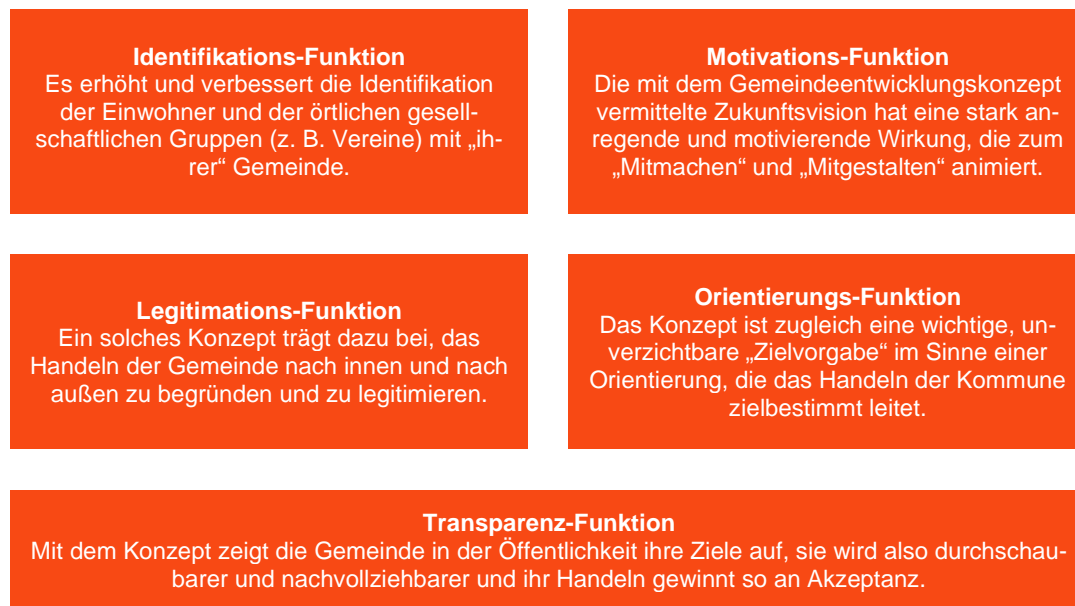 Identifikations-Funktion
Es erhöht und verbessert die Identifikation
der Einwohner und der örtlichen gesell-
schaftlichen Gruppen (z. B. Vereine) mit „ih-
rer“ Gemeinde.
Motivations-Funktion
Die mit dem Gemeindeentwicklungskonzept
vermittelte Zukunftsvision hat eine stark an-
regende und motivierende Wirkung, die zum
„Mitmachen“ und „Mitgestalten“ animiert.
Legitimations-Funktion
Ein solches Konzept trägt dazu bei, das
Handeln der Gemeinde nach innen und nach
außen zu begründen und zu legitimieren.
Orientierungs-Funktion
Das Konzept ist zugleich eine wichtige, un-
verzichtbare „Zielvorgabe“ im Sinne einer
Orientierung, die das Handeln der Kommune
zielbestimmt leitet.
Transparenz-Funktion
Mit dem Konzept zeigt die Gemeinde in der Öffentlichkeit ihre Ziele auf, sie wird also durchschau-
barer und nachvollziehbarer und ihr Handeln gewinnt so an Akzeptanz.